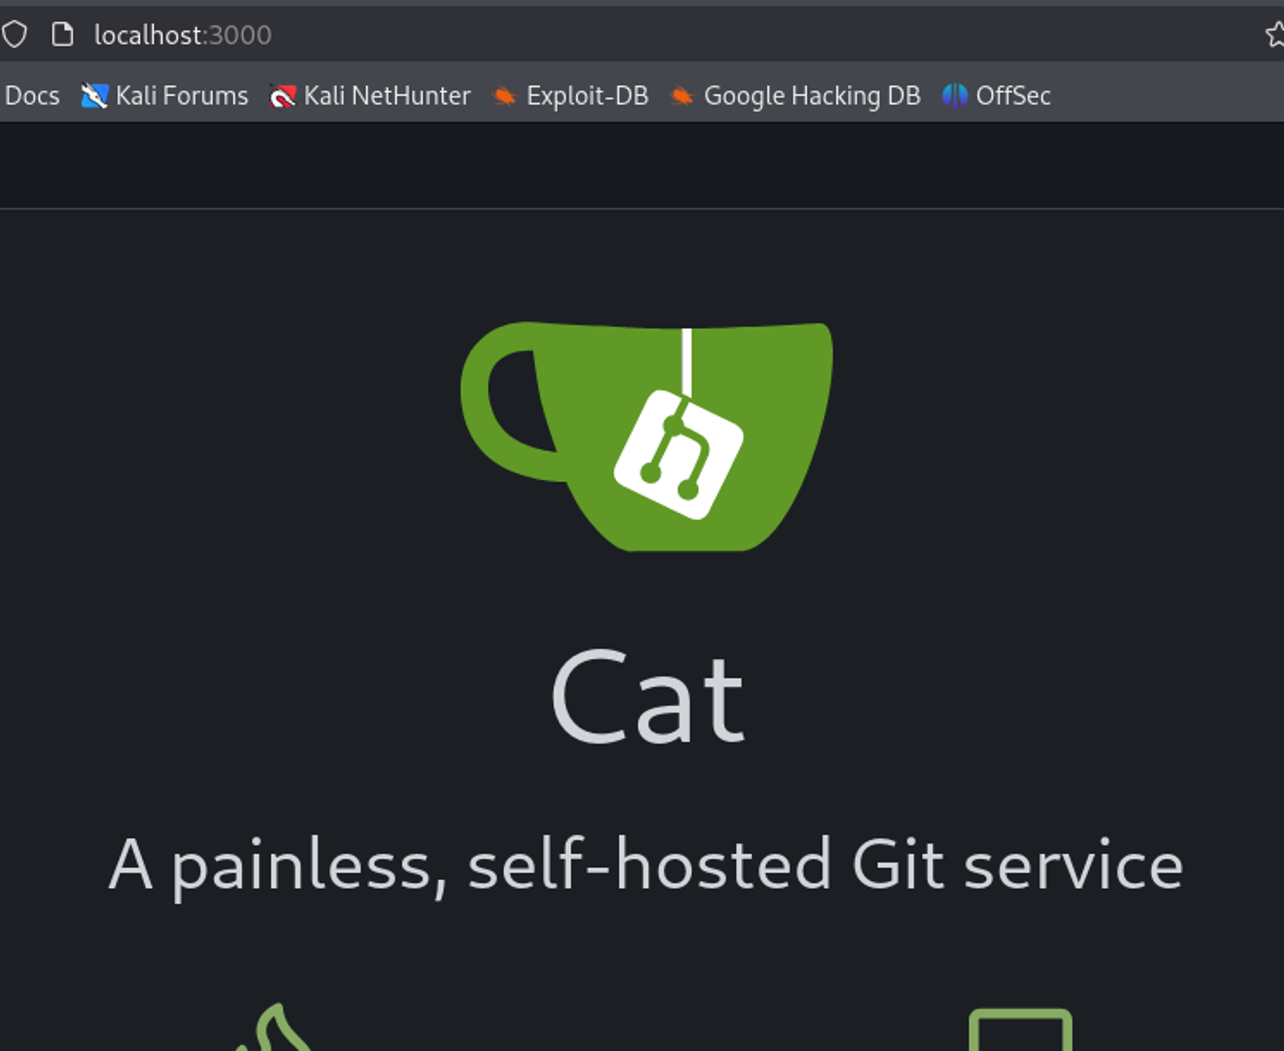 localhost:3000
Docs Kali Forums Kali NetHunter Exploit-DB Google Hacking DB OffSec
Cat
A painless, self-hosted Git service